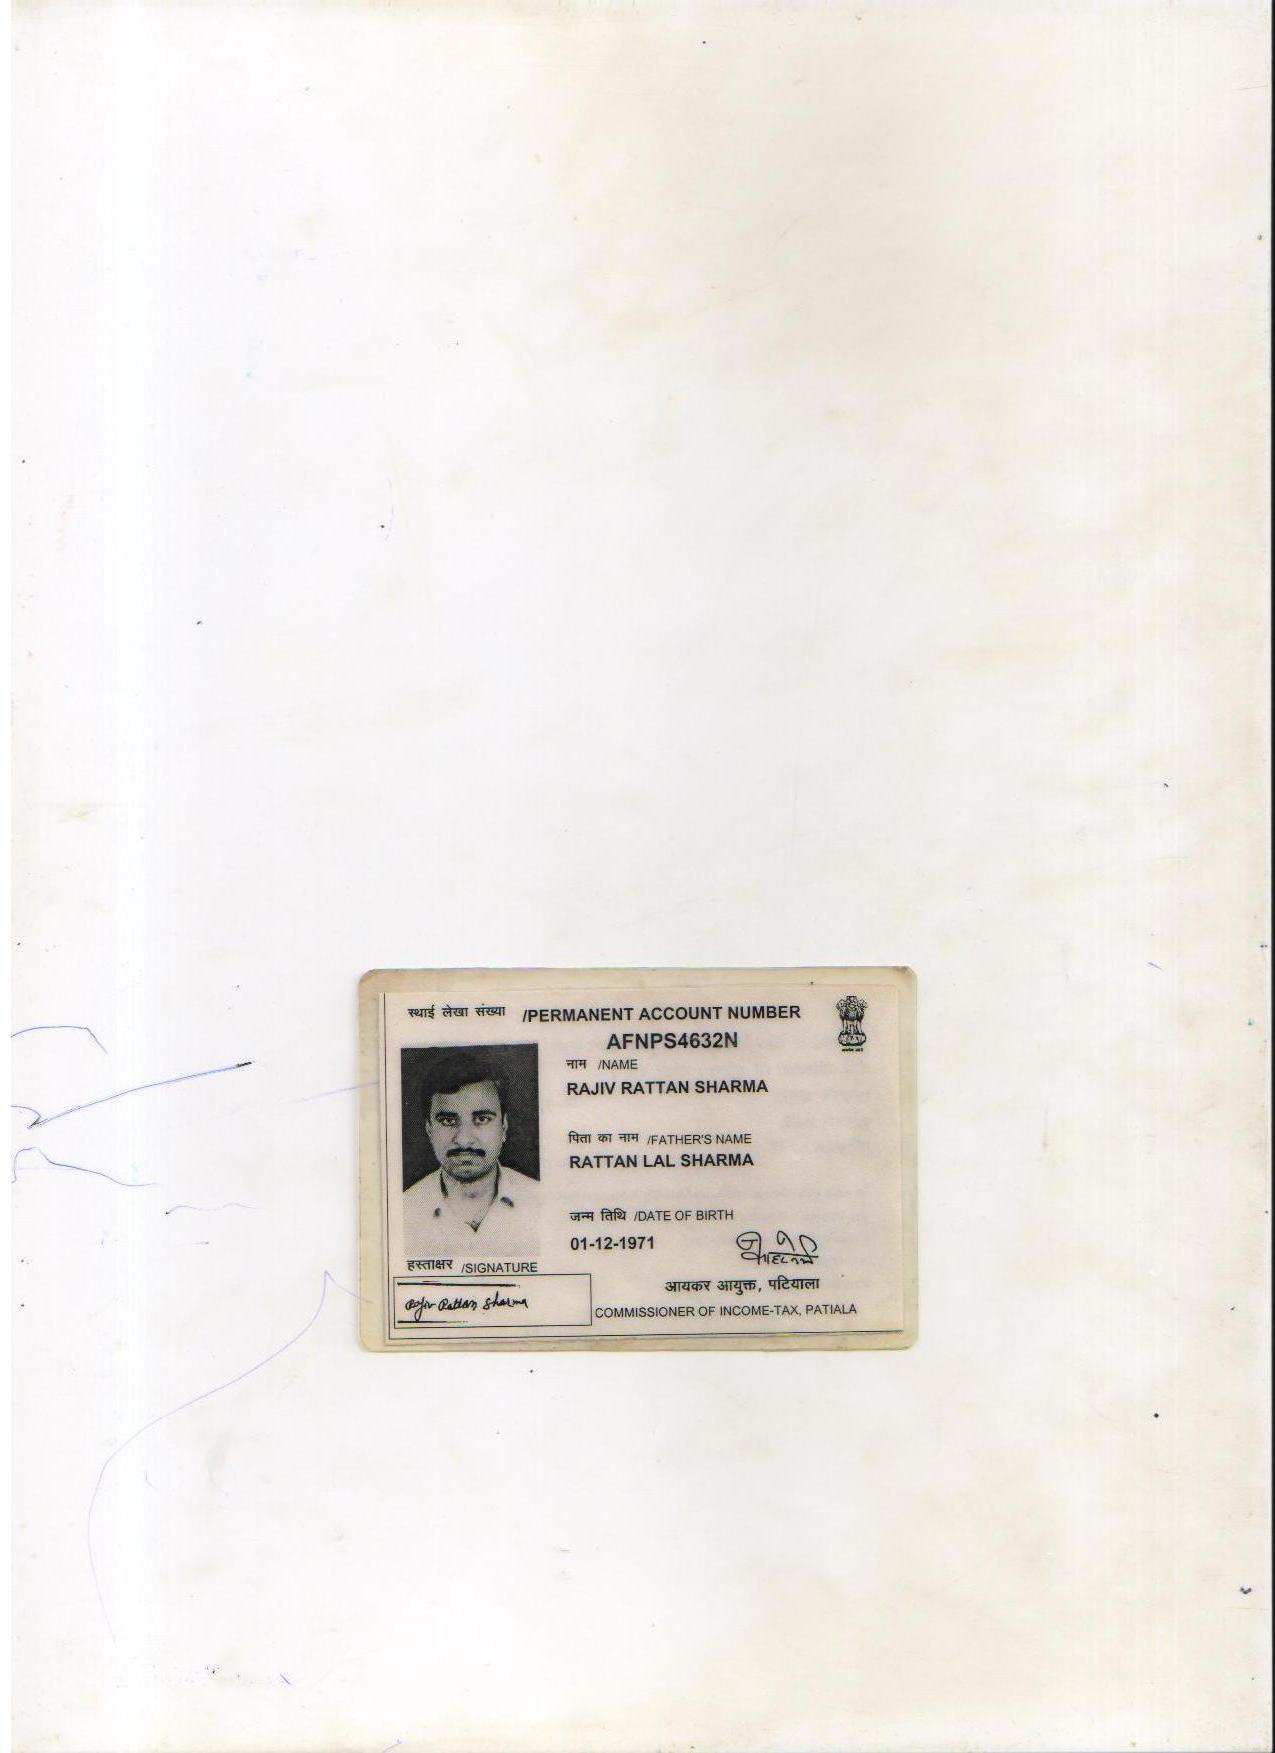 स्थाई लेखा संख्या /PERMANENT ACCOUNT NUMBER
AFNPS4632N
नाम /NAME
RAJIV RATTAN SHARMA
पिता का नाम /FATHER'S NAME
RATTAN LAL SHARMA
जन्म तिथि /DATE OF BIRTH
01-12-1971
हस्ताक्षर /SIGNATURE
Rajiv Rattan Sharma
आयकर आयुक्त, पटियाला
COMMISSIONER OF INCOME-TAX, PATIALA